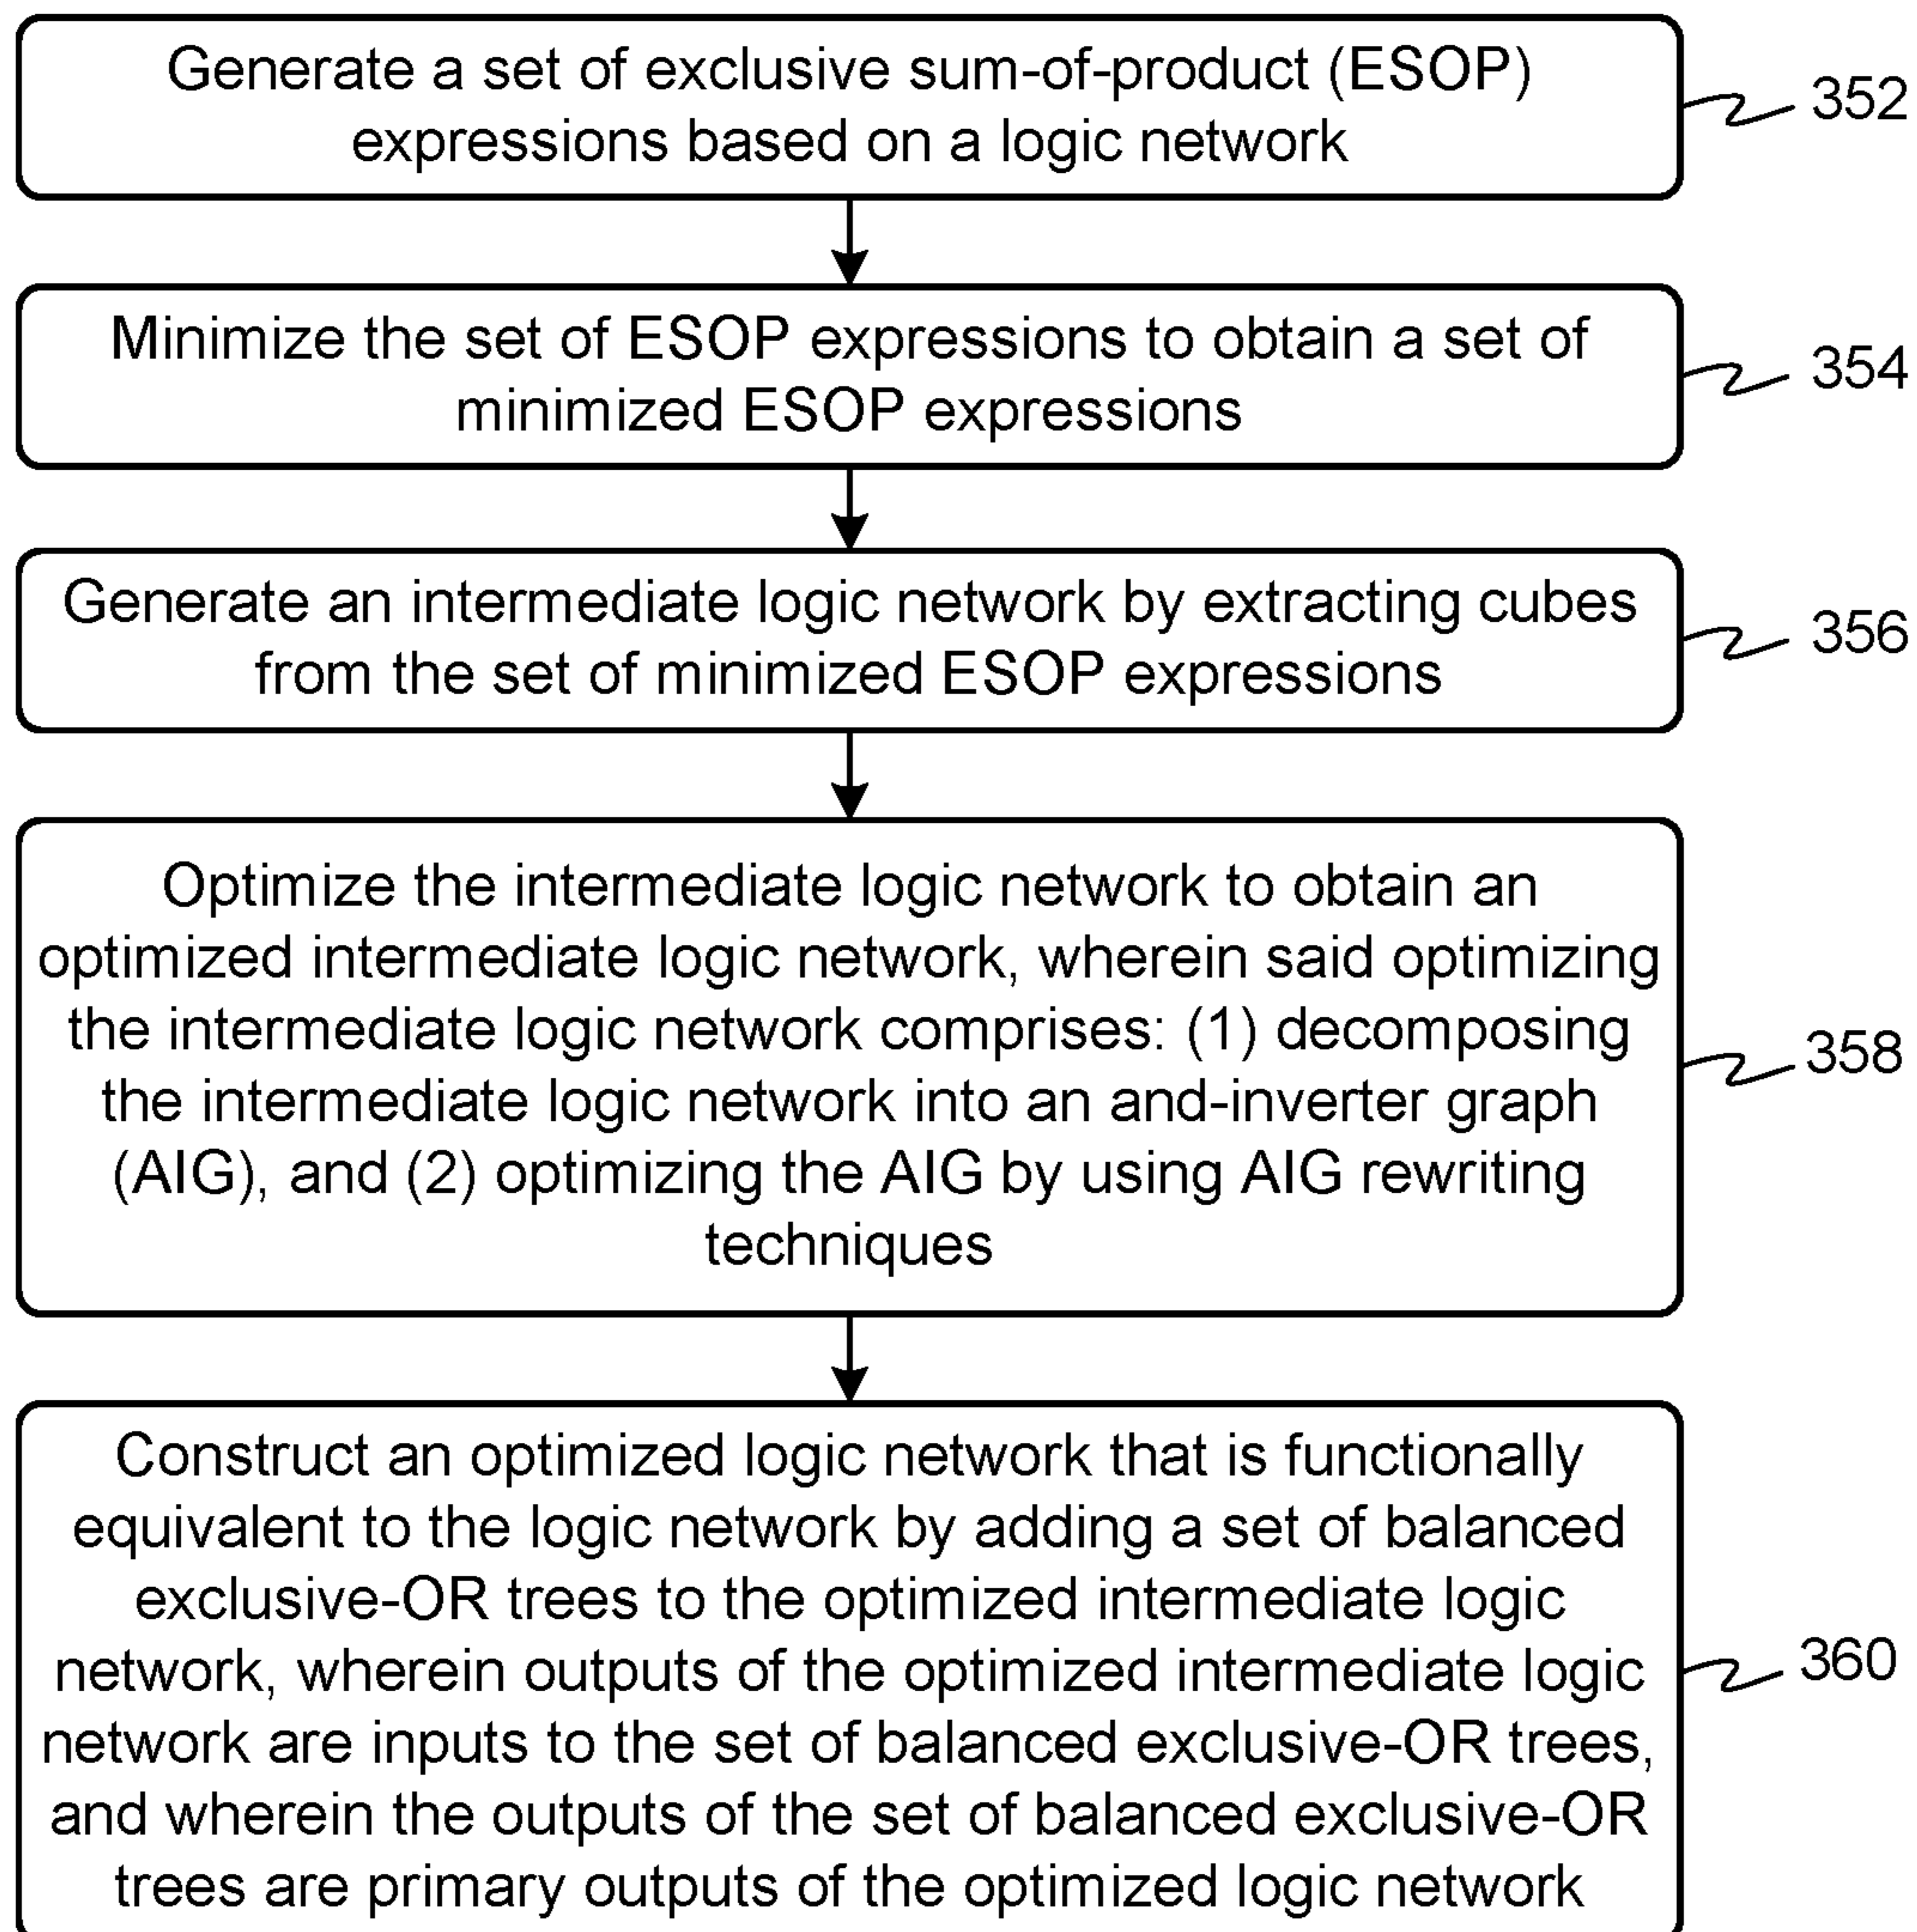 Generate a set of exclusive sum-of-product (ESOP)
expressions based on a logic network
352
Minimize the set of ESOP expressions to obtain a set of
minimized ESOP expressions
354
Generate an intermediate logic network by extracting cubes
from the set of minimized ESOP expressions
356
Optimize the intermediate logic network to obtain an
optimized intermediate logic network, wherein said optimizing
the intermediate logic network comprises: (1) decomposing
the intermediate logic network into an and-inverter graph
(AIG), and (2) optimizing the AIG by using AIG rewriting
techniques
358
Construct an optimized logic network that is functionally
equivalent to the logic network by adding a set of balanced
exclusive-OR trees to the optimized intermediate logic
network, wherein outputs of the optimized intermediate logic
network are inputs to the set of balanced exclusive-OR trees,
and wherein the outputs of the set of balanced exclusive-OR
trees are primary outputs of the optimized logic network
360